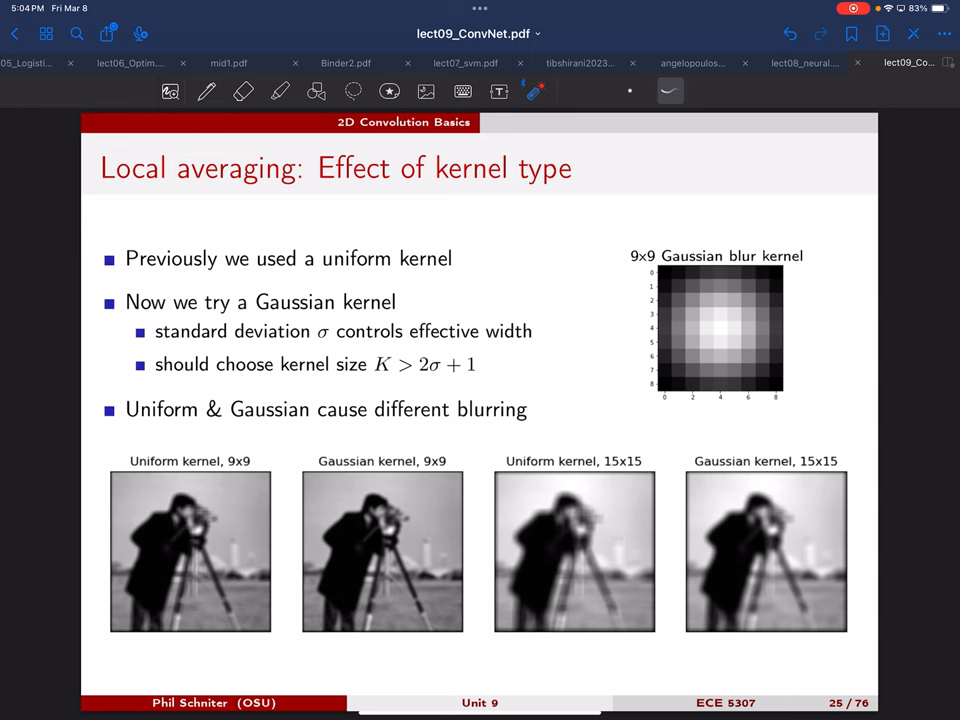 5:04 PM Fri Mar 8
83%
lect09_ConvNet.pdf
05_Logisti...
lect06_Optim....
mid1.pdf
Binder2.pdf
lect07_svm.pdf
tibshirani2023...
angelopoulos...
lect08_neural....
lect09_Co...
2D Convolution Basics
Local averaging: Effect of kernel type
Previously we used a uniform kernel
Now we try a Gaussian kernel
standard deviation σ controls effective width
should choose kernel size K > 2σ + 1
Uniform & Gaussian cause different blurring
9x9 Gaussian blur kernel
0
1
2
3
4
5
6
7
8
0 2 4 6 8
Uniform kernel, 9x9
Gaussian kernel, 9x9
Uniform kernel, 15x15
Gaussian kernel, 15x15
Phil Schniter (OSU)
Unit 9
ECE 5307
25 / 76